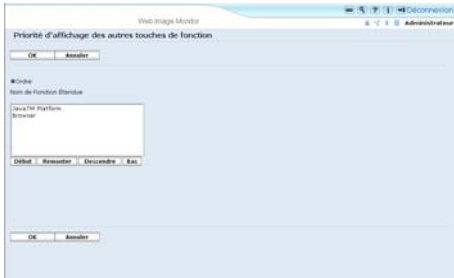 Déconnexion
Web Image Monitor
Administrateur
Priorité d'affichage des autres touches de fonction
OK Annuler
Ordre
Nom de Fonction Étendue
JavaTM Platform
Browser
Début Remonter Descendre Bas
OK Annuler